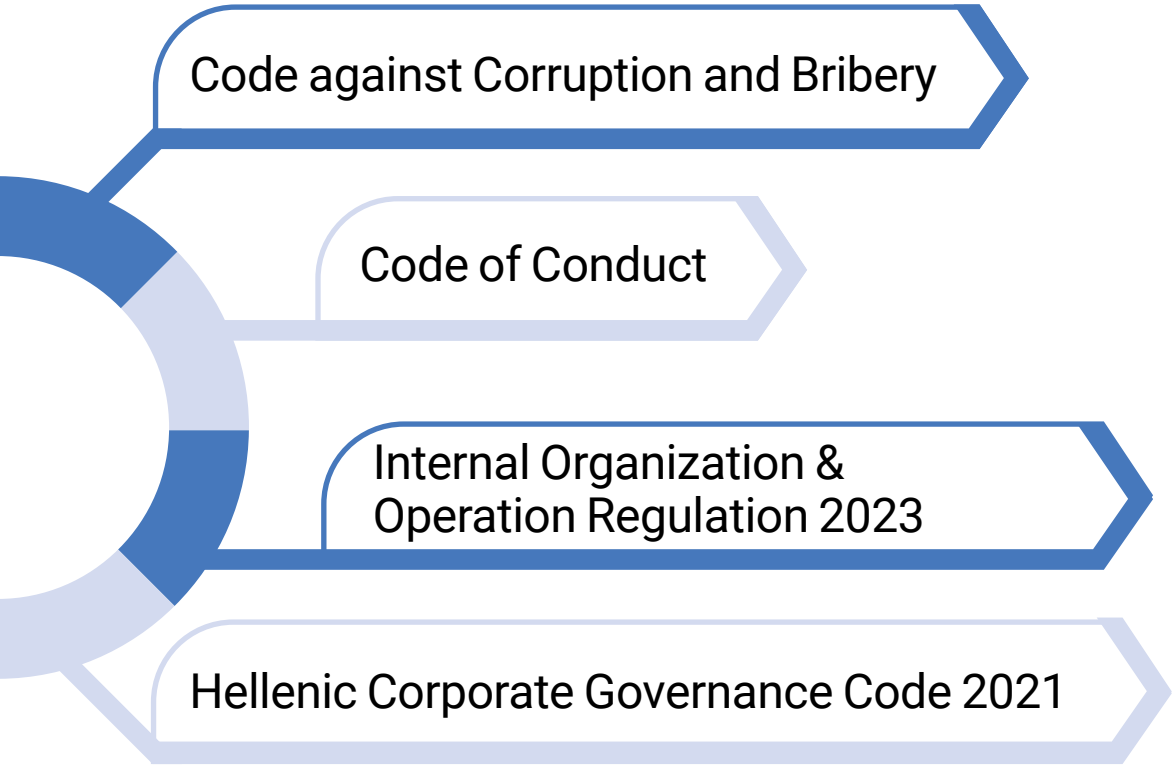 Code against Corruption and Bribery
Code of Conduct
Internal Organization &
Operation Regulation 2023
Hellenic Corporate Governance Code 2021